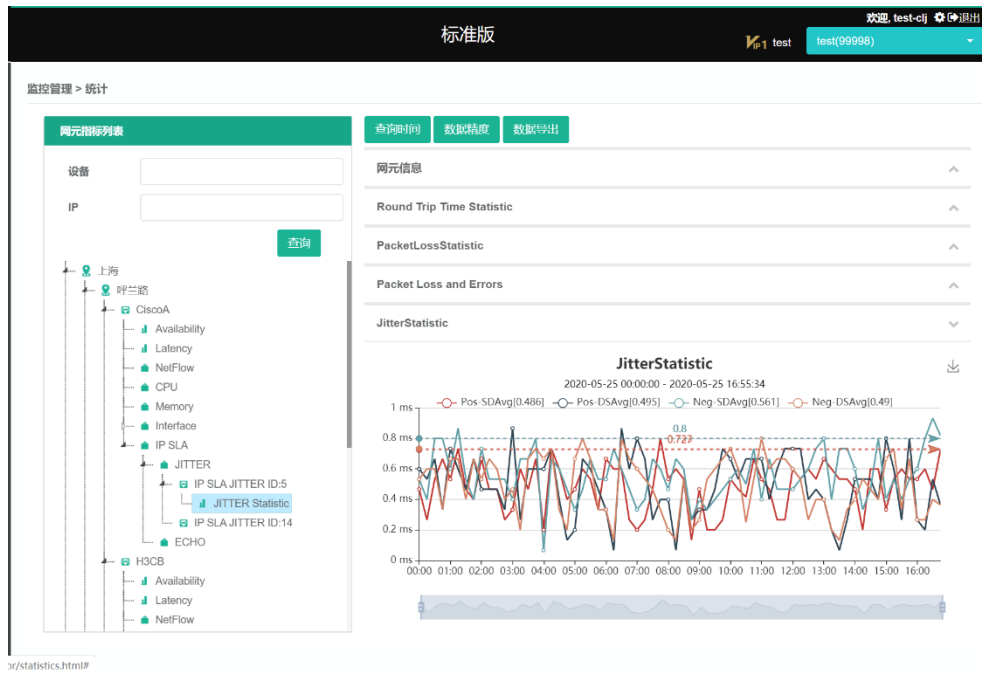 欢迎, test-clj 退出
标准版
VIP1 test
test(99998)
监控管理 > 统计
网元指标列表
设备
IP
查询
上海
呼兰路
CiscoA
Availability
Latency
NetFlow
CPU
Memory
Interface
IP SLA
JITTER
IP SLA JITTER ID:5
JITTER Statistic
IP SLA JITTER ID:14
ECHO
H3CB
Availability
Latency
NetFlow
查询时间 数据精度 数据导出
网元信息
Round Trip Time Statistic
PacketLossStatistic
Packet Loss and Errors
JitterStatistic
JitterStatistic
2020-05-25 00:00:00 - 2020-05-25 16:55:34
Pos-SDAvg[0.486] Pos-DSAvg[0.495] Neg-SDAvg[0.561] Neg-DSAvg[0.49]
1 ms
0.8 ms
0.6 ms
0.4 ms
0.2 ms
0 ms
0.8
0.727
00:00 01:00 02:00 03:00 04:00 05:00 06:00 07:00 08:00 09:00 10:00 11:00 12:00 13:00 14:00 15:00 16:00
or/statistics.html#